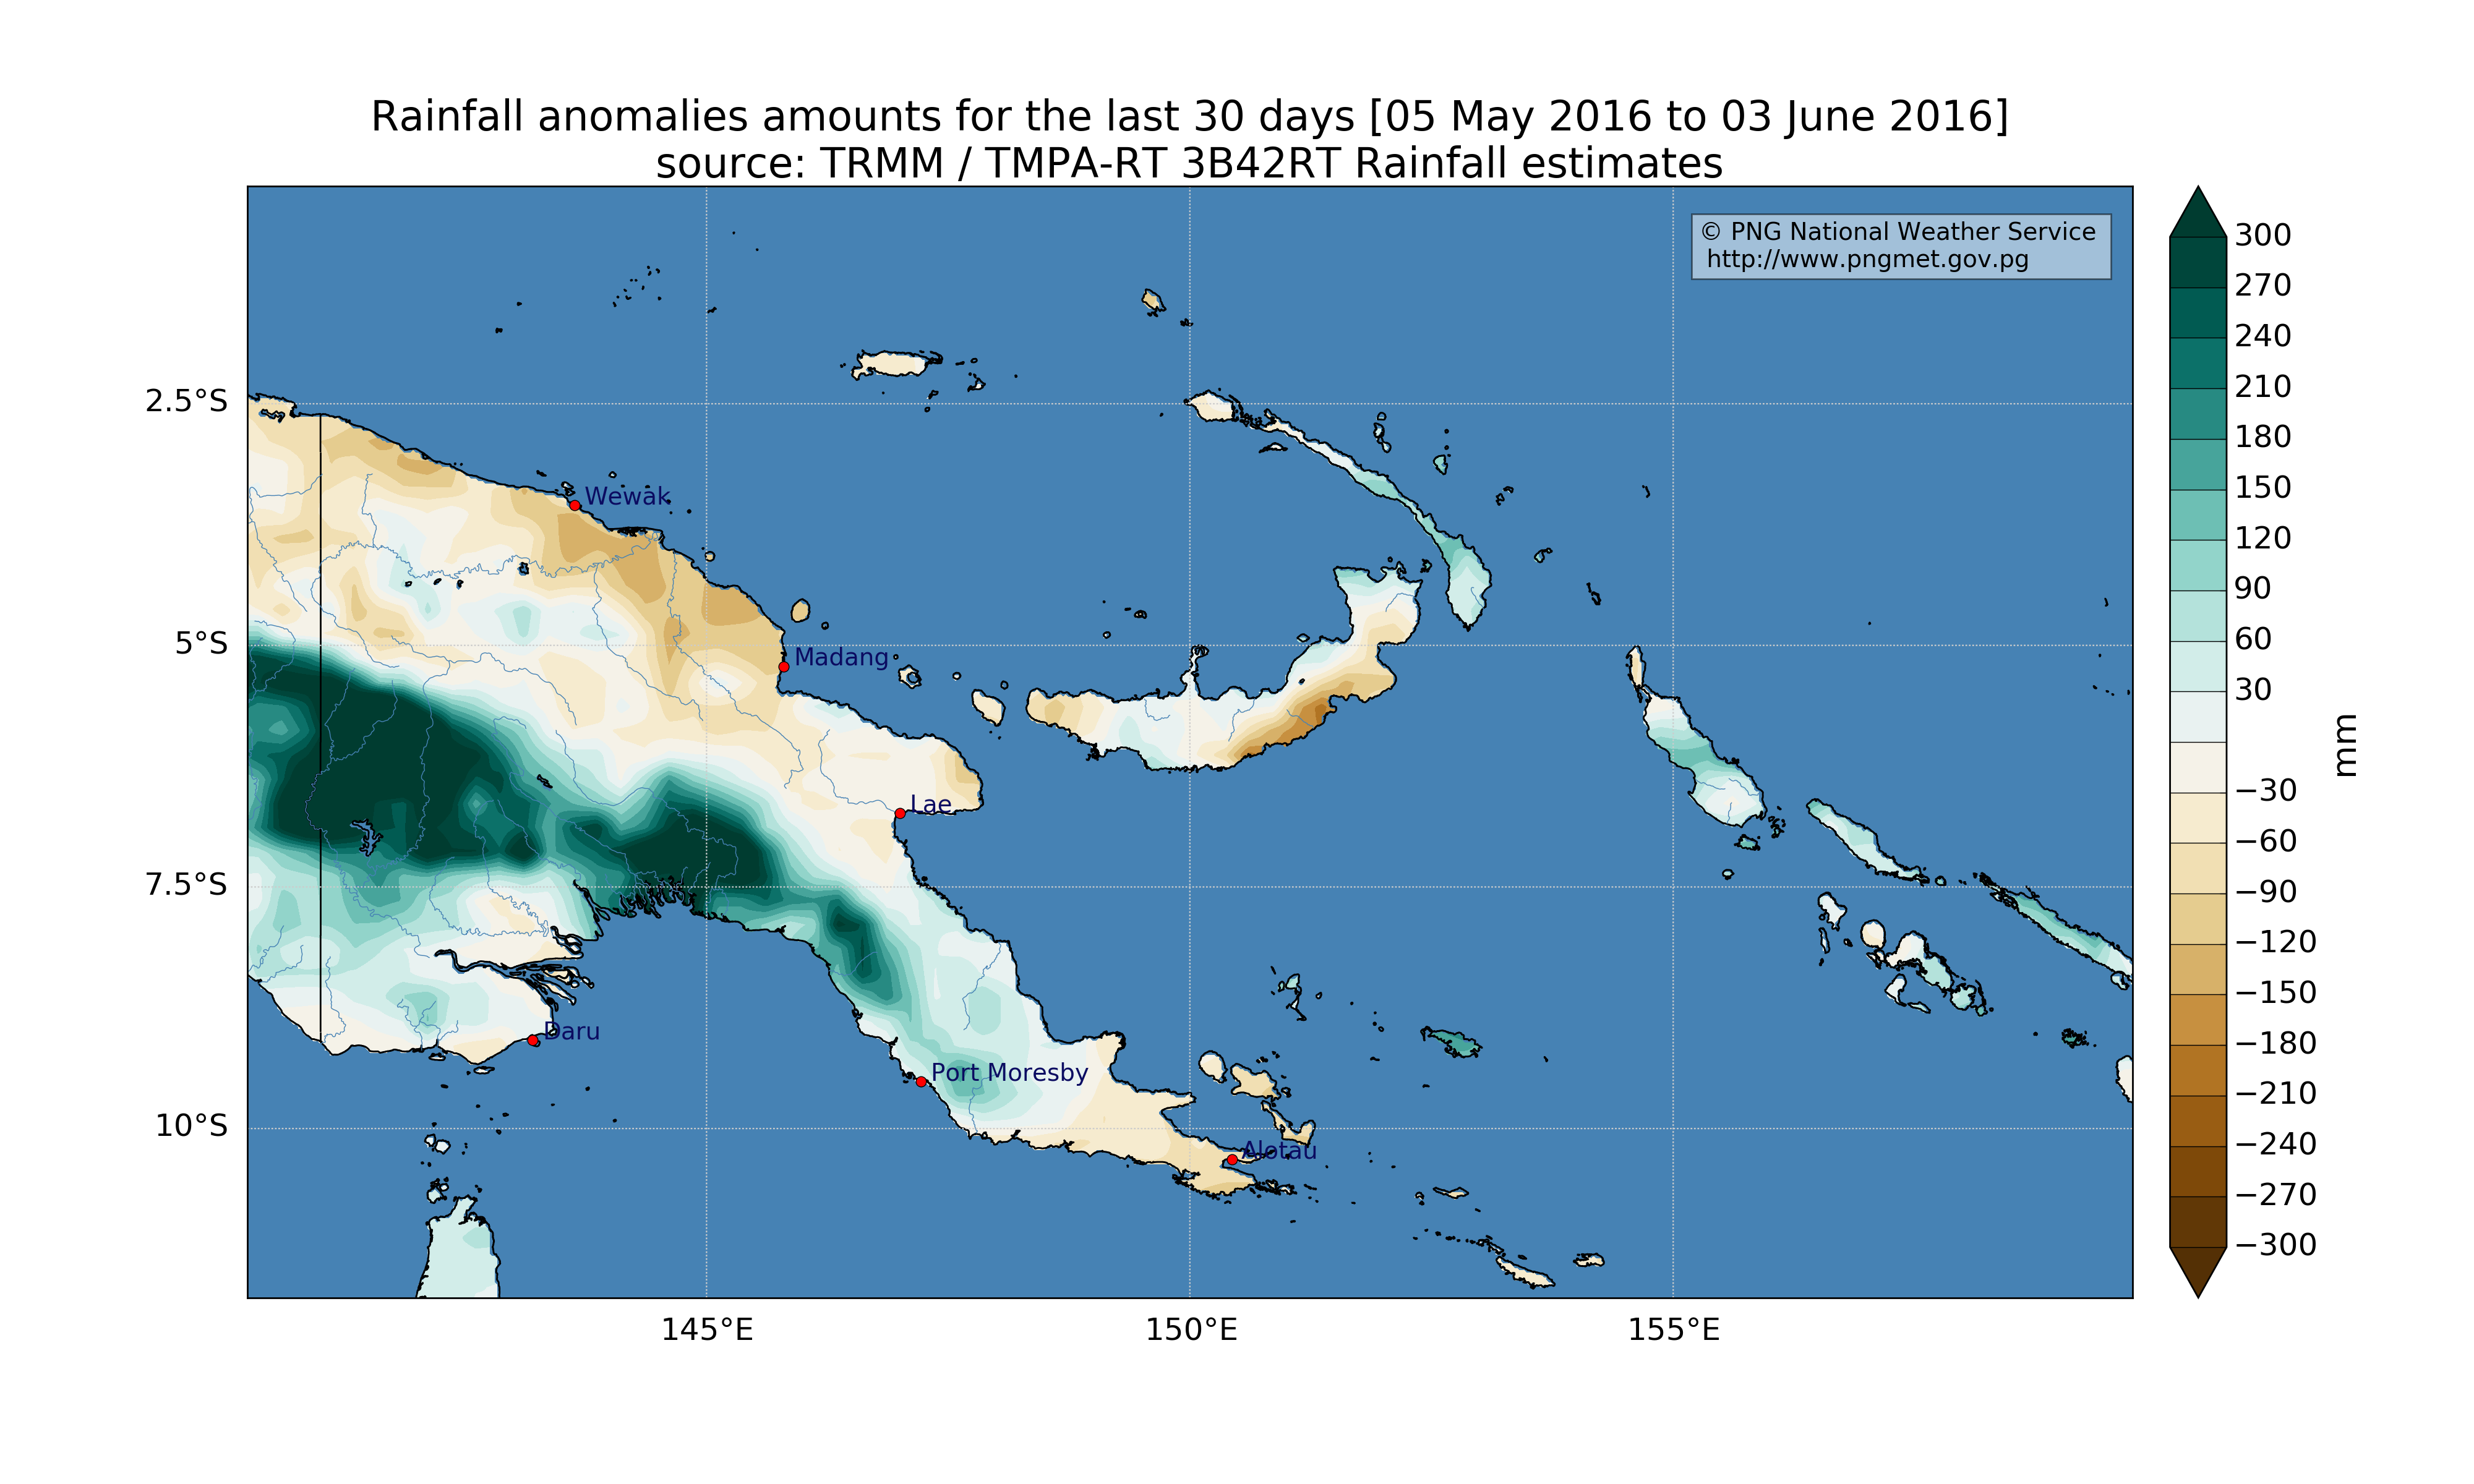 Rainfall anomalies amounts for the last 30 days [05 May 2016 to 03 June 2016]
source: TRMM / TMPA-RT 3B42RT Rainfall estimates
© PNG National Weather Service
http://www.pngmet.gov.pg
2.5°S
5°S
7.5°S
10°S
Wewak
Madang
Lae
Daru
Port Moresby
Alotau
145°E
150°E
155°E
300
270
240
210
180
150
120
90
60
30
−30
−60
−90
−120
−150
−180
−210
−240
−270
−300
mm